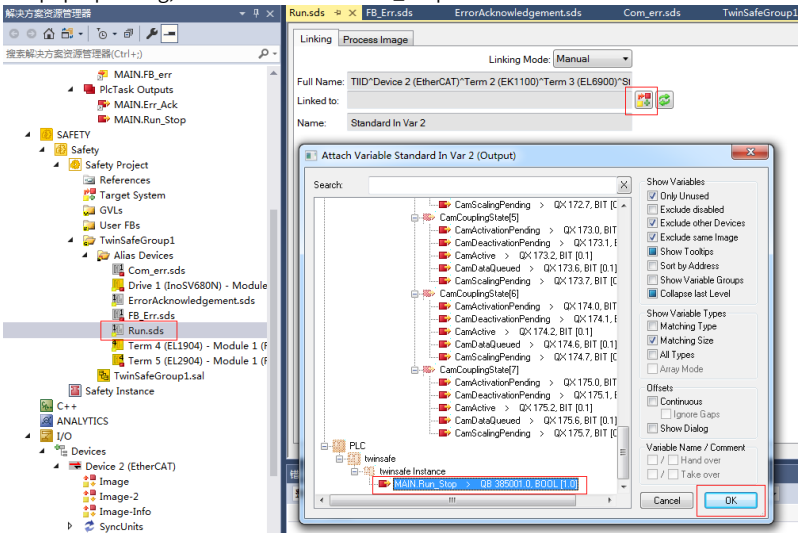 解决方案资源管理器
搜索解决方案资源管理器(Ctrl+;)
MAIN.FB_err
PlcTask Outputs
MAIN.Err_Ack
MAIN.Run_Stop
SAFETY
Safety
Safety Project
References
Target System
GVLs
User FBs
TwinSafeGroup1
Alias Devices
Com_err.sds
Drive 1 (InoSV680N) - Module
ErrorAcknowledgement.sds
FB_Err.sds
Run.sds
Term 4 (EL1904) - Module 1 (F
Term 5 (EL2904) - Module 1 (F
TwinSafeGroup1.sal
Safety Instance
C++
ANALYTICS
I/O
Devices
Device 2 (EtherCAT)
Image
Image-2
Image-Info
SyncUnits
Run.sds FB_Err.sds ErrorAcknowledgement.sds Com_err.sds TwinSafeGroup1
Linking Process Image
Linking Mode: Manual
Full Name: TIID^Device 2 (EtherCAT)^Term 2 (EK1100)^Term 3 (EL6900)^St
Linked to:
Name: Standard In Var 2
Attach Variable Standard In Var 2 (Output)
Search:
CamScalingPending > QX 172.7, BIT [0
CamCouplingState[5]
CamActivationPending > QX 173.0, BIT
CamDeactivationPending > QX 173.1, B
CamActive > QX 173.2, BIT [0.1]
CamDataQueued > QX 173.6, BIT [0.1]
CamScalingPending > QX 173.7, BIT [0
CamCouplingState[6]
CamActivationPending > QX 174.0, BIT
CamDeactivationPending > QX 174.1, B
CamActive > QX 174.2, BIT [0.1]
CamDataQueued > QX 174.6, BIT [0.1]
CamScalingPending > QX 174.7, BIT [0
CamCouplingState[7]
CamActivationPending > QX 175.0, BIT
CamDeactivationPending > QX 175.1, B
CamActive > QX 175.2, BIT [0.1]
CamDataQueued > QX 175.6, BIT [0.1]
CamScalingPending > QX 175.7, BIT [0
PLC
twinsafe
twinsafe Instance
MAIN.Run_Stop > QB 385001.0, BOOL [1.0]
Show Variables
Only Unused
Exclude disabled
Exclude other Devices
Exclude same Image
Show Tooltips
Sort by Address
Show Variable Groups
Collapse last Level
Show Variable Types
Matching Type
Matching Size
All Types
Array Mode
Offsets
Continuous
Ignore Gaps
Show Dialog
Variable Name / Comment
/ Hand over
/ Take over
Cancel OK